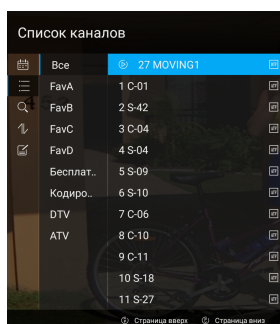 Список каналов
Все
FavA
FavB
FavC
FavD
Бесплат..
Кодиро..
DTV
ATV
27 MOVING1
1 C-01
2 S-42
3 C-04
4 S-04
5 S-09
6 S-10
7 C-06
8 C-10
9 C-11
10 S-18
11 S-27
Страница вверх
Страница вниз